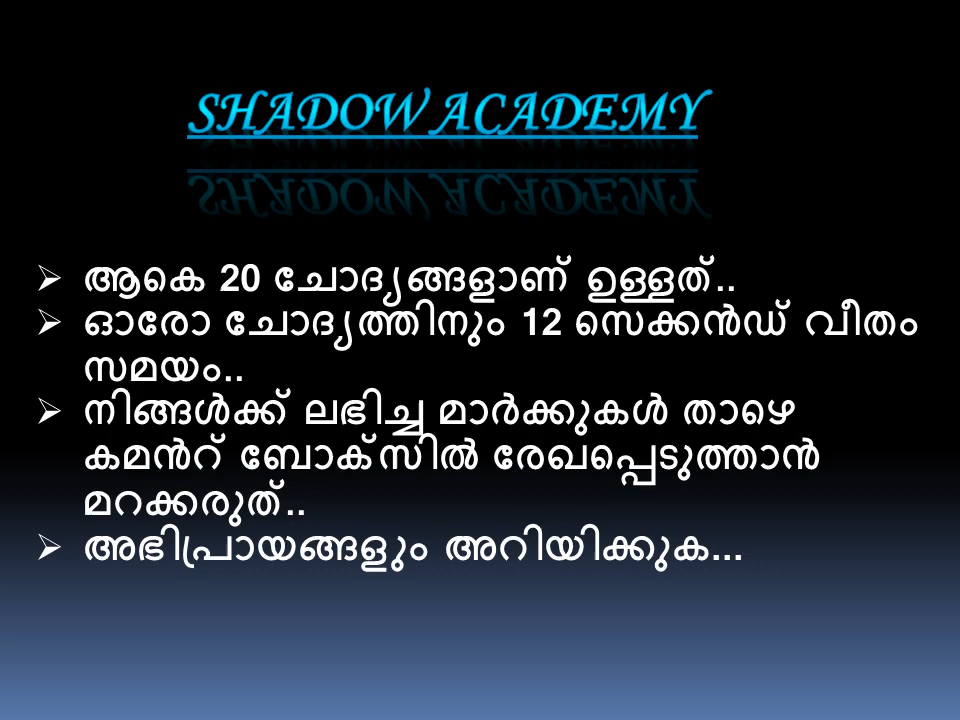 SHADOW ACADEMY
ആകെ 20 ചോദ്യങ്ങളാണ് ഉള്ളത്..
ഓരോ ചോദ്യത്തിനും 12 സെക്കൻഡ് വീതം
സമയം..
നിങ്ങൾക്ക് ലഭിച്ച മാർക്കുകൾ താഴെ
കമൻറ് ബോക്സിൽ രേഖപ്പെടുത്താൻ
മറക്കരുത്..
അഭിപ്രായങ്ങളും അറിയിക്കുക...